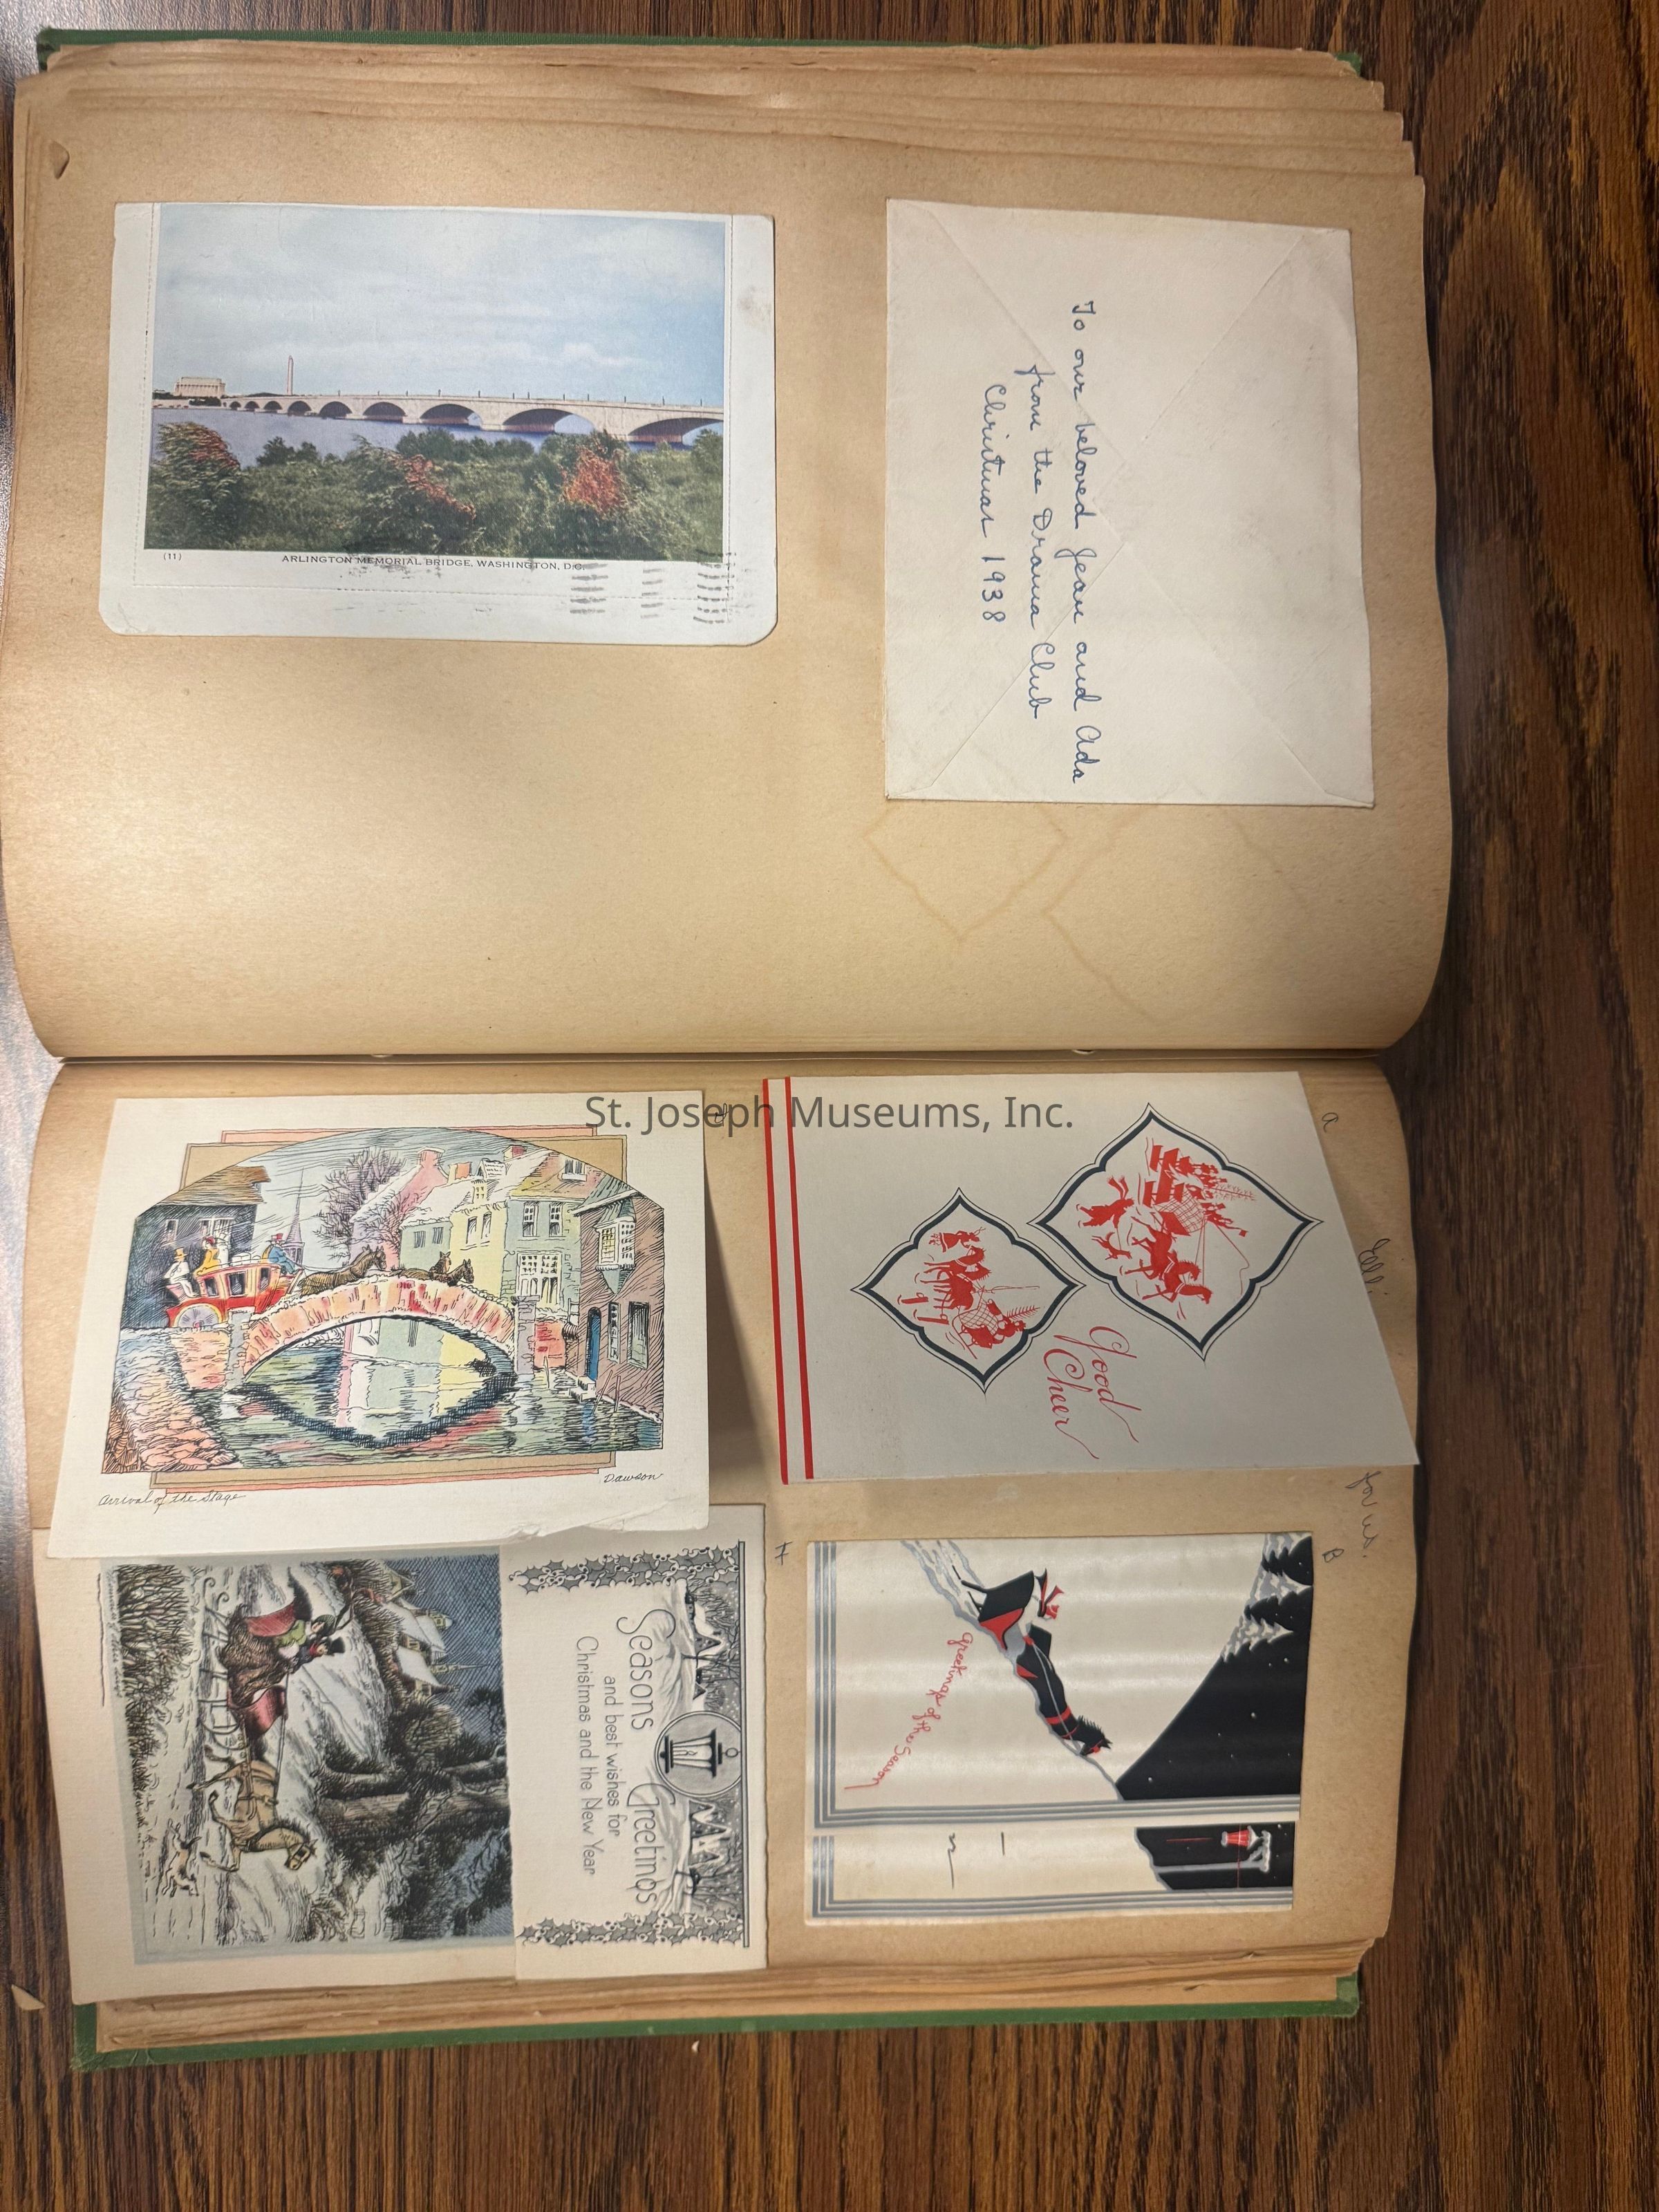 To our beloved Jean and Ada
from the Drama Club
Christmas 1938
(11)
ARLINGTON MEMORIAL BRIDGE, WASHINGTON, D.C.
St. Joseph Museums, Inc.
a
Good
Cheer
for us.
B
Greetings of the Season
Arrival of the Stage
Dawson
F
Seasons Greetings
and best wishes for
Christmas and the New Year